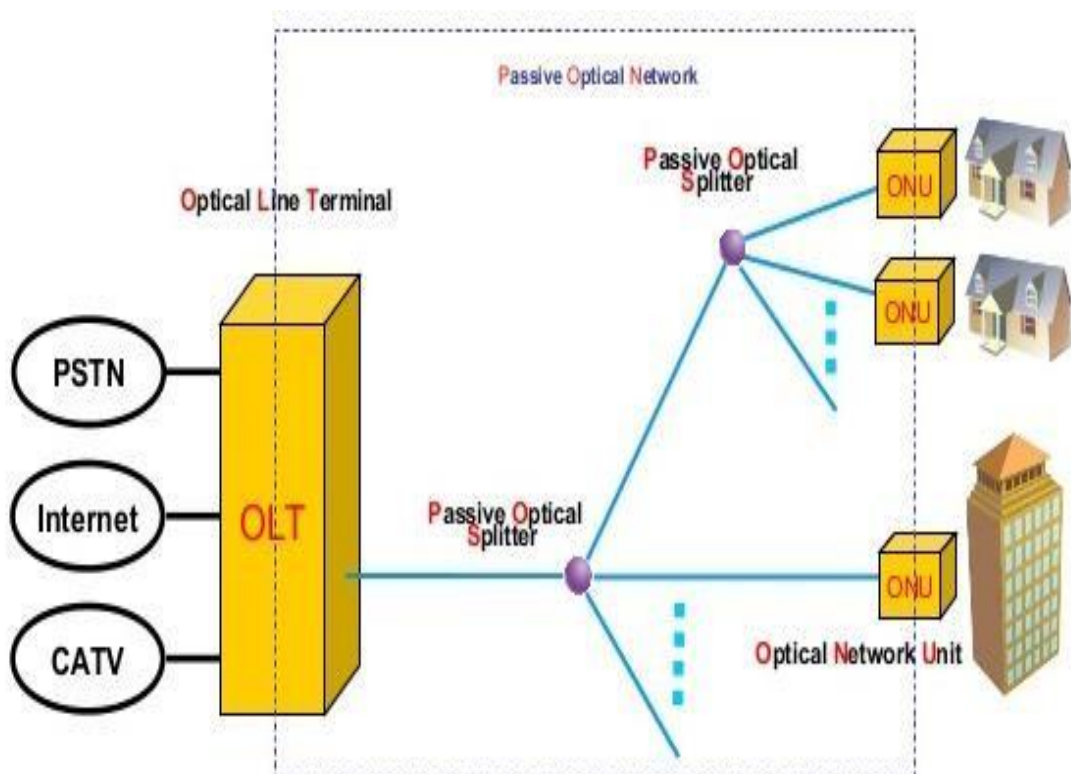 Passive Optical Network
Passive Optical
Splitter
ONU
Optical Line Terminal
ONU
PSTN
Internet
OLT
Passive Optical
Splitter
ONU
CATV
Optical Network Unit